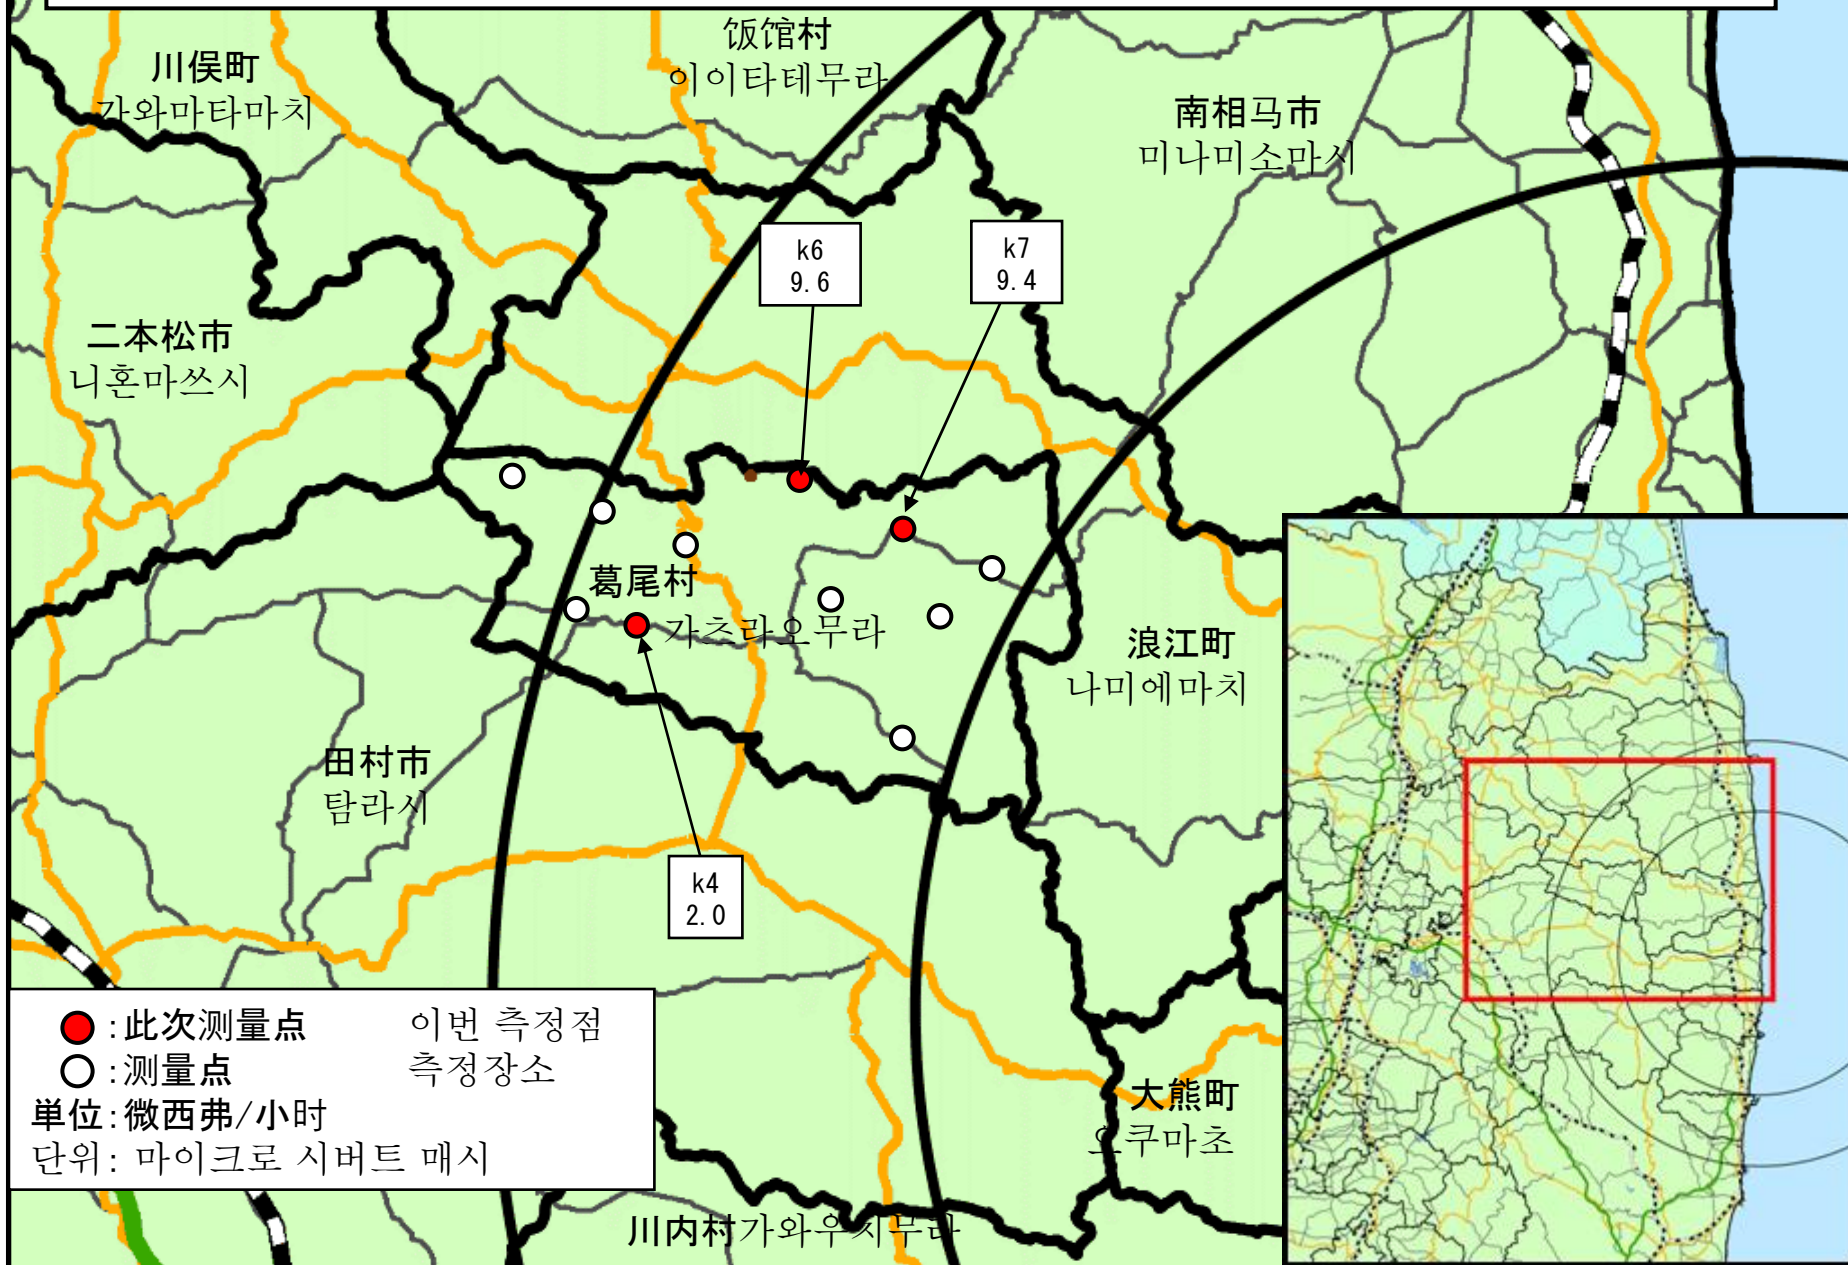 饭馆村
이이타테무라
川俣町
가와마타마치
南相马市
미나미소마시
k6
9.6
k7
9.4
二本松市
니혼마쓰시
葛尾村
가츠라오무라
浪江町
나미에마치
田村市
탐라시
k4
2.0
●:此次测量点 이번 측정점
○:测量点 측정장소
単位:微西弗/小时
단위: 마이크로 시버트 매시
大熊町
오쿠마초
川内村가와우치무라